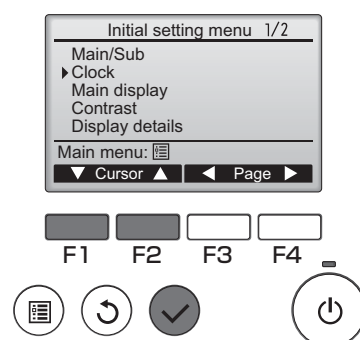 Initial setting menu 1/2
Main/Sub
Clock
Main display
Contrast
Display details
Main menu:
▼ Cursor ▲ ◀ Page ▶
F1 F2 F3 F4